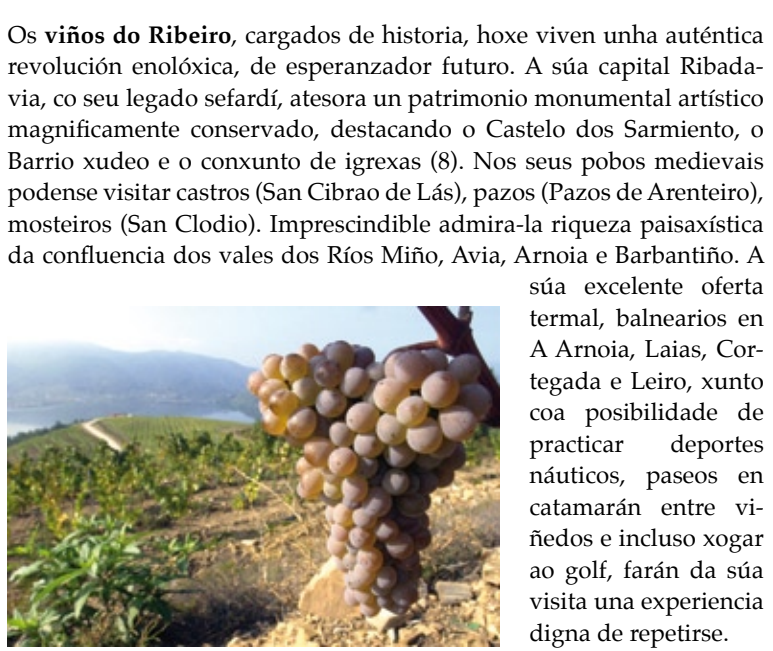 Os viños do Ribeiro, cargados de historia, hoxe viven unha auténtica
revolución enolóxica, de esperanzador futuro. A súa capital Ribada-
via, co seu legado sefardí, atesora un patrimonio monumental artístico
magnificamente conservado, destacando o Castelo dos Sarmiento, o
Barrio xudeo e o conxunto de igrexas (8). Nos seus pobos medievais
podense visitar castros (San Cibrao de Lás), pazos (Pazos de Arenteiro),
mosteiros (San Clodio). Imprescindible admira-la riqueza paisaxística
da confluencia dos vales dos Ríos Miño, Avia, Arnoia e Barbantiño. A
súa excelente oferta
termal, balnearios en
A Arnoia, Laias, Cor-
tegada e Leiro, xunto
coa posibilidade de
practicar deportes
náuticos, paseos en
catamarán entre vi-
ñedos e incluso xogar
ao golf, farán da súa
visita una experiencia
digna de repetirse.